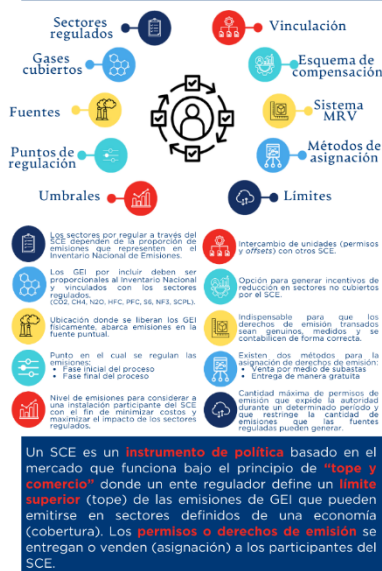 Sectores
regulados
Gases
cubiertos
Fuentes
Puntos de
regulación
Umbrales
Vinculación
Esquema de
compensación
Sistema
MRV
Métodos de
asignación
Límites
Los sectores por regular a través del
SCE dependen de la proporción de
emisiones que representen en el
Inventario Nacional de Emisiones.
Los GEI por incluir deben ser
proporcionales al Inventario Nacional
y vinculados con los sectores
regulados.
(CO2, CH4, N20, HFC, PFC, S6, NF3, SCPL).
Ubicación donde se liberan los GEI
físicamente, abarca emisiones en la
fuente puntual.
Punto en el cual se regulan las
emisiones:
• Fase inicial del proceso
• Fase final del proceso
Nivel de emisiones para considerar a
una instalación participante del SCE
con el fin de minimizar costos y
maximizar el impacto de los sectores
regulados.
Intercambio de unidades (permisos
y offsets) con otros SCE.
Opción para generar incentivos de
reducción en sectores no cubiertos
por el SCE.
Indispensable para que los
derechos de emisión transados
sean genuinos, medidos y se
contabilicen de forma correcta.
Existen dos métodos para la
asignación de derechos de emisión:
• Venta por medio de subastas
• Entrega de manera gratuita
Cantidad máxima de permisos de
emisión que expide la autoridad
durante un determinado período y
que restringe la cantidad de
emisiones que las fuentes
reguladas pueden generar.
Un SCE es un instrumento de política basado en el
mercado que funciona bajo el principio de “tope y
comercio” donde un ente regulador define un límite
superior (tope) de las emisiones de GEI que pueden
emitirse en sectores definidos de una economía
(cobertura). Los permisos o derechos de emisión se
entregan o venden (asignación) a los participantes del
SCE.